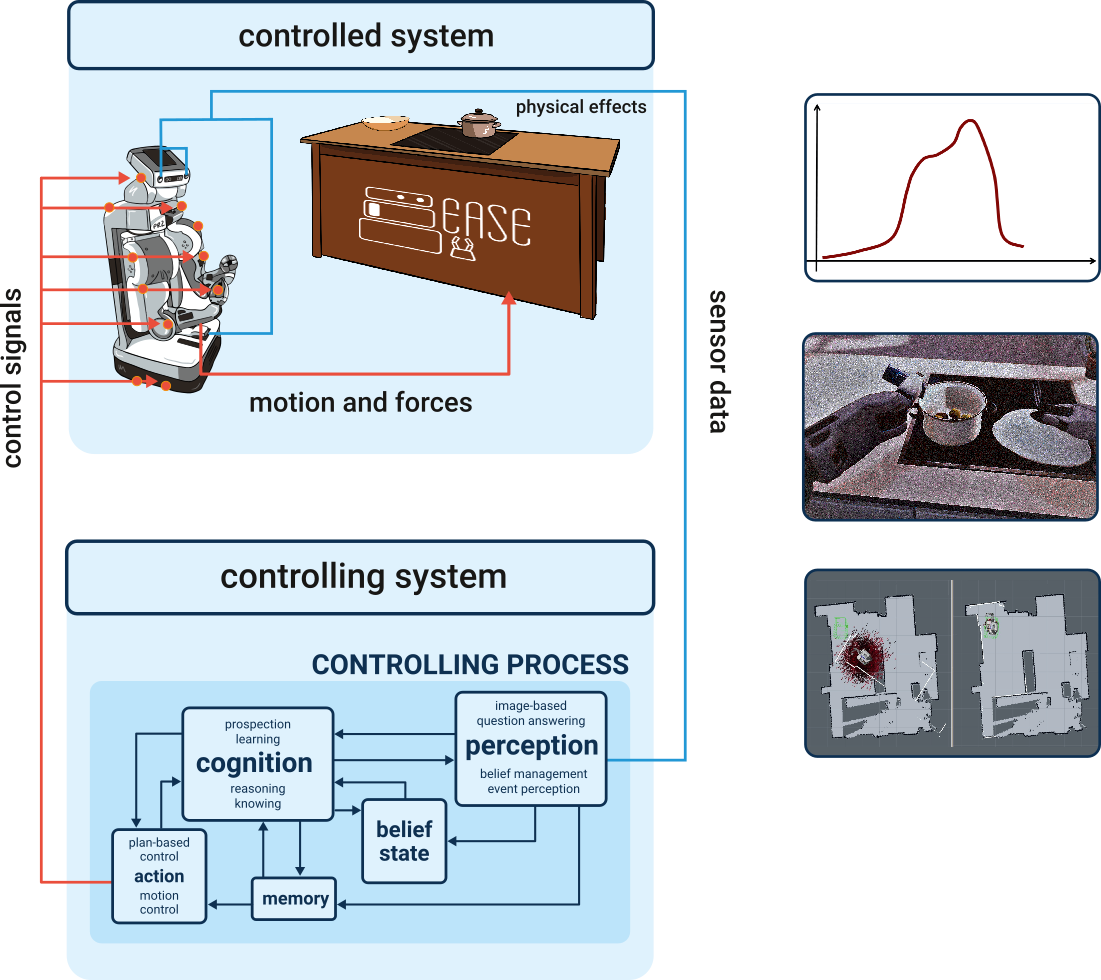 controlled system
physical effects
PR2
EASE
motion and forces
control signals
sensor data
controlling system
CONTROLLING PROCESS
prospection
learning
cognition
reasoning
knowing
image-based
question answering
perception
belief management
event perception
belief
state
plan-based
control
action
motion
control
memory